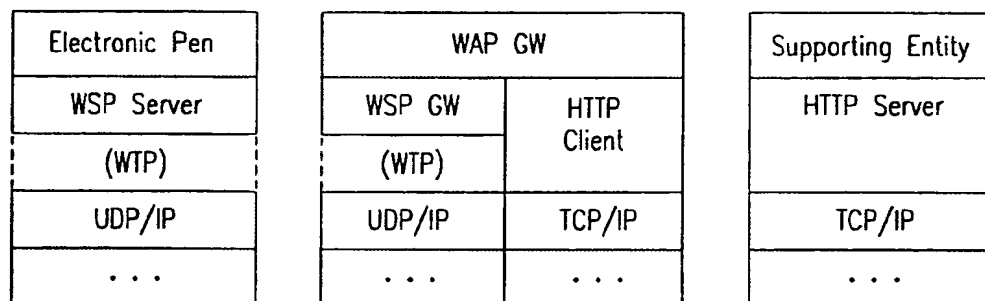 Electronic Pen
WSP Server
(WTP)
UDP/IP
. . .
WAP GW
WSP GW
(WTP)
UDP/IP
. . .
HTTP
Client
TCP/IP
. . .
Supporting Entity
HTTP Server
TCP/IP
. . .